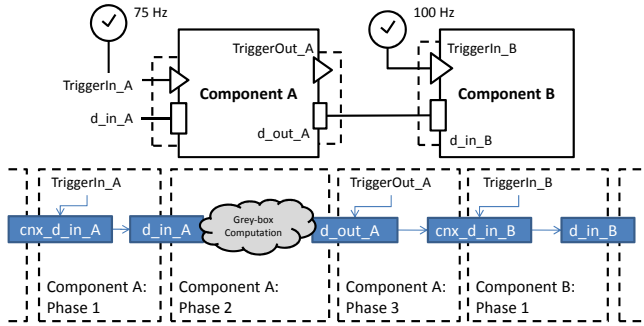 75 Hz
100 Hz
TriggerOut_A
TriggerIn_B
TriggerIn_A
Component A
Component B
d_in_A
d_out_A
d_in_B
TriggerIn_A
TriggerOut_A
TriggerIn_B
cnx_d_in_A
d_in_A
Grey-box
Computation
d_out_A
cnx_d_in_B
d_in_B
Component A:
Phase 1
Component A:
Phase 2
Component A:
Phase 3
Component B:
Phase 1